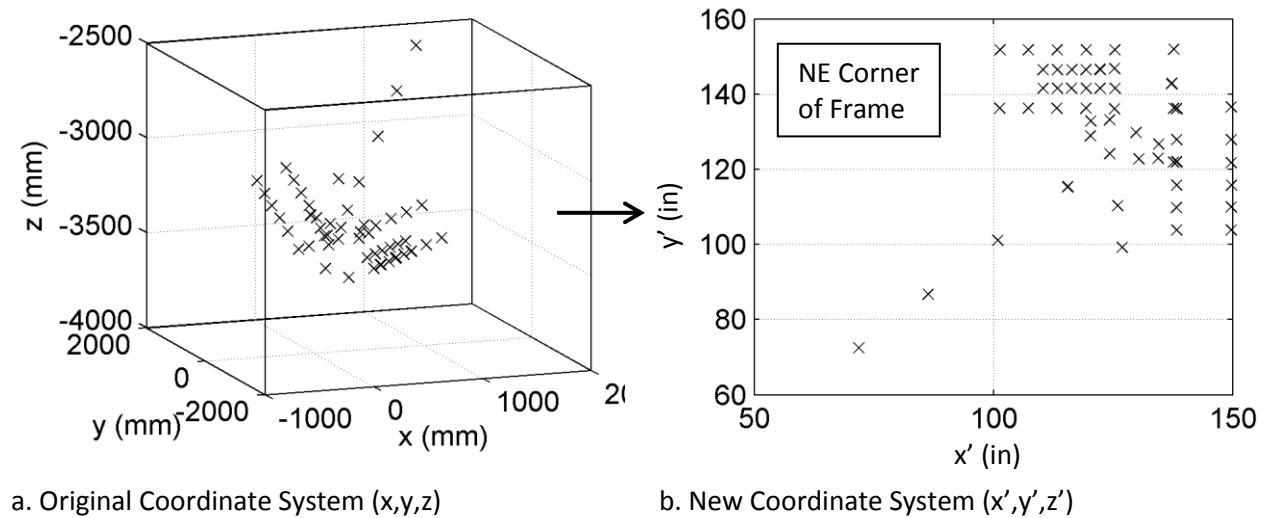 -2500
-3000
-3500
-4000
z (mm)
2000
0
-2000
y (mm)
-1000
0
1000
20
x (mm)
160
140
120
100
80
60
y’ (in)
NE Corner
of Frame
50
100
150
x’ (in)
a. Original Coordinate System (x,y,z)
b. New Coordinate System (x’,y’,z’)